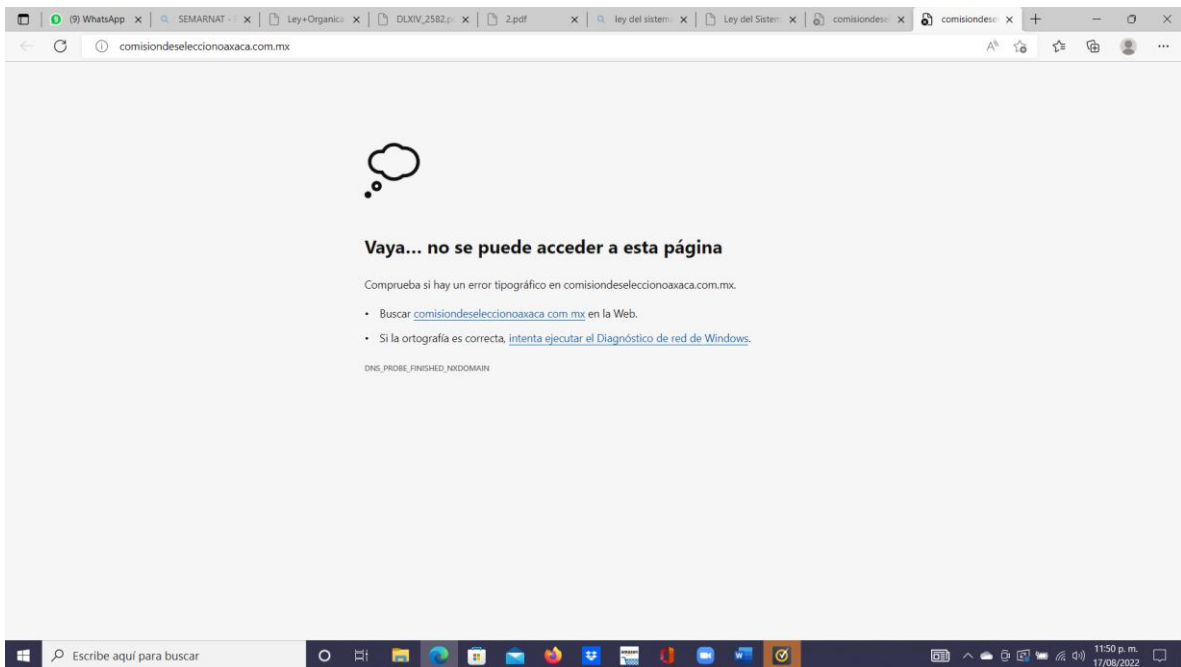 (9) WhatsApp
SEMARNAT -
Ley+Organica
DLXIV_2582.p
2.pdf
ley del sistem
Ley del Sistem
comisiondese
comisiondese
comisiondeseleccionoaxaca.com.mx
Vaya... no se puede acceder a esta página
Comprueba si hay un error tipográfico en comisiondeseleccionoaxaca.com.mx.
• Buscar comisiondeseleccionoaxaca com mx en la Web.
• Si la ortografía es correcta, intenta ejecutar el Diagnóstico de red de Windows.
DNS_PROBE_FINISHED_NXDOMAIN
Escribe aquí para buscar
11:50 p. m.
17/08/2022